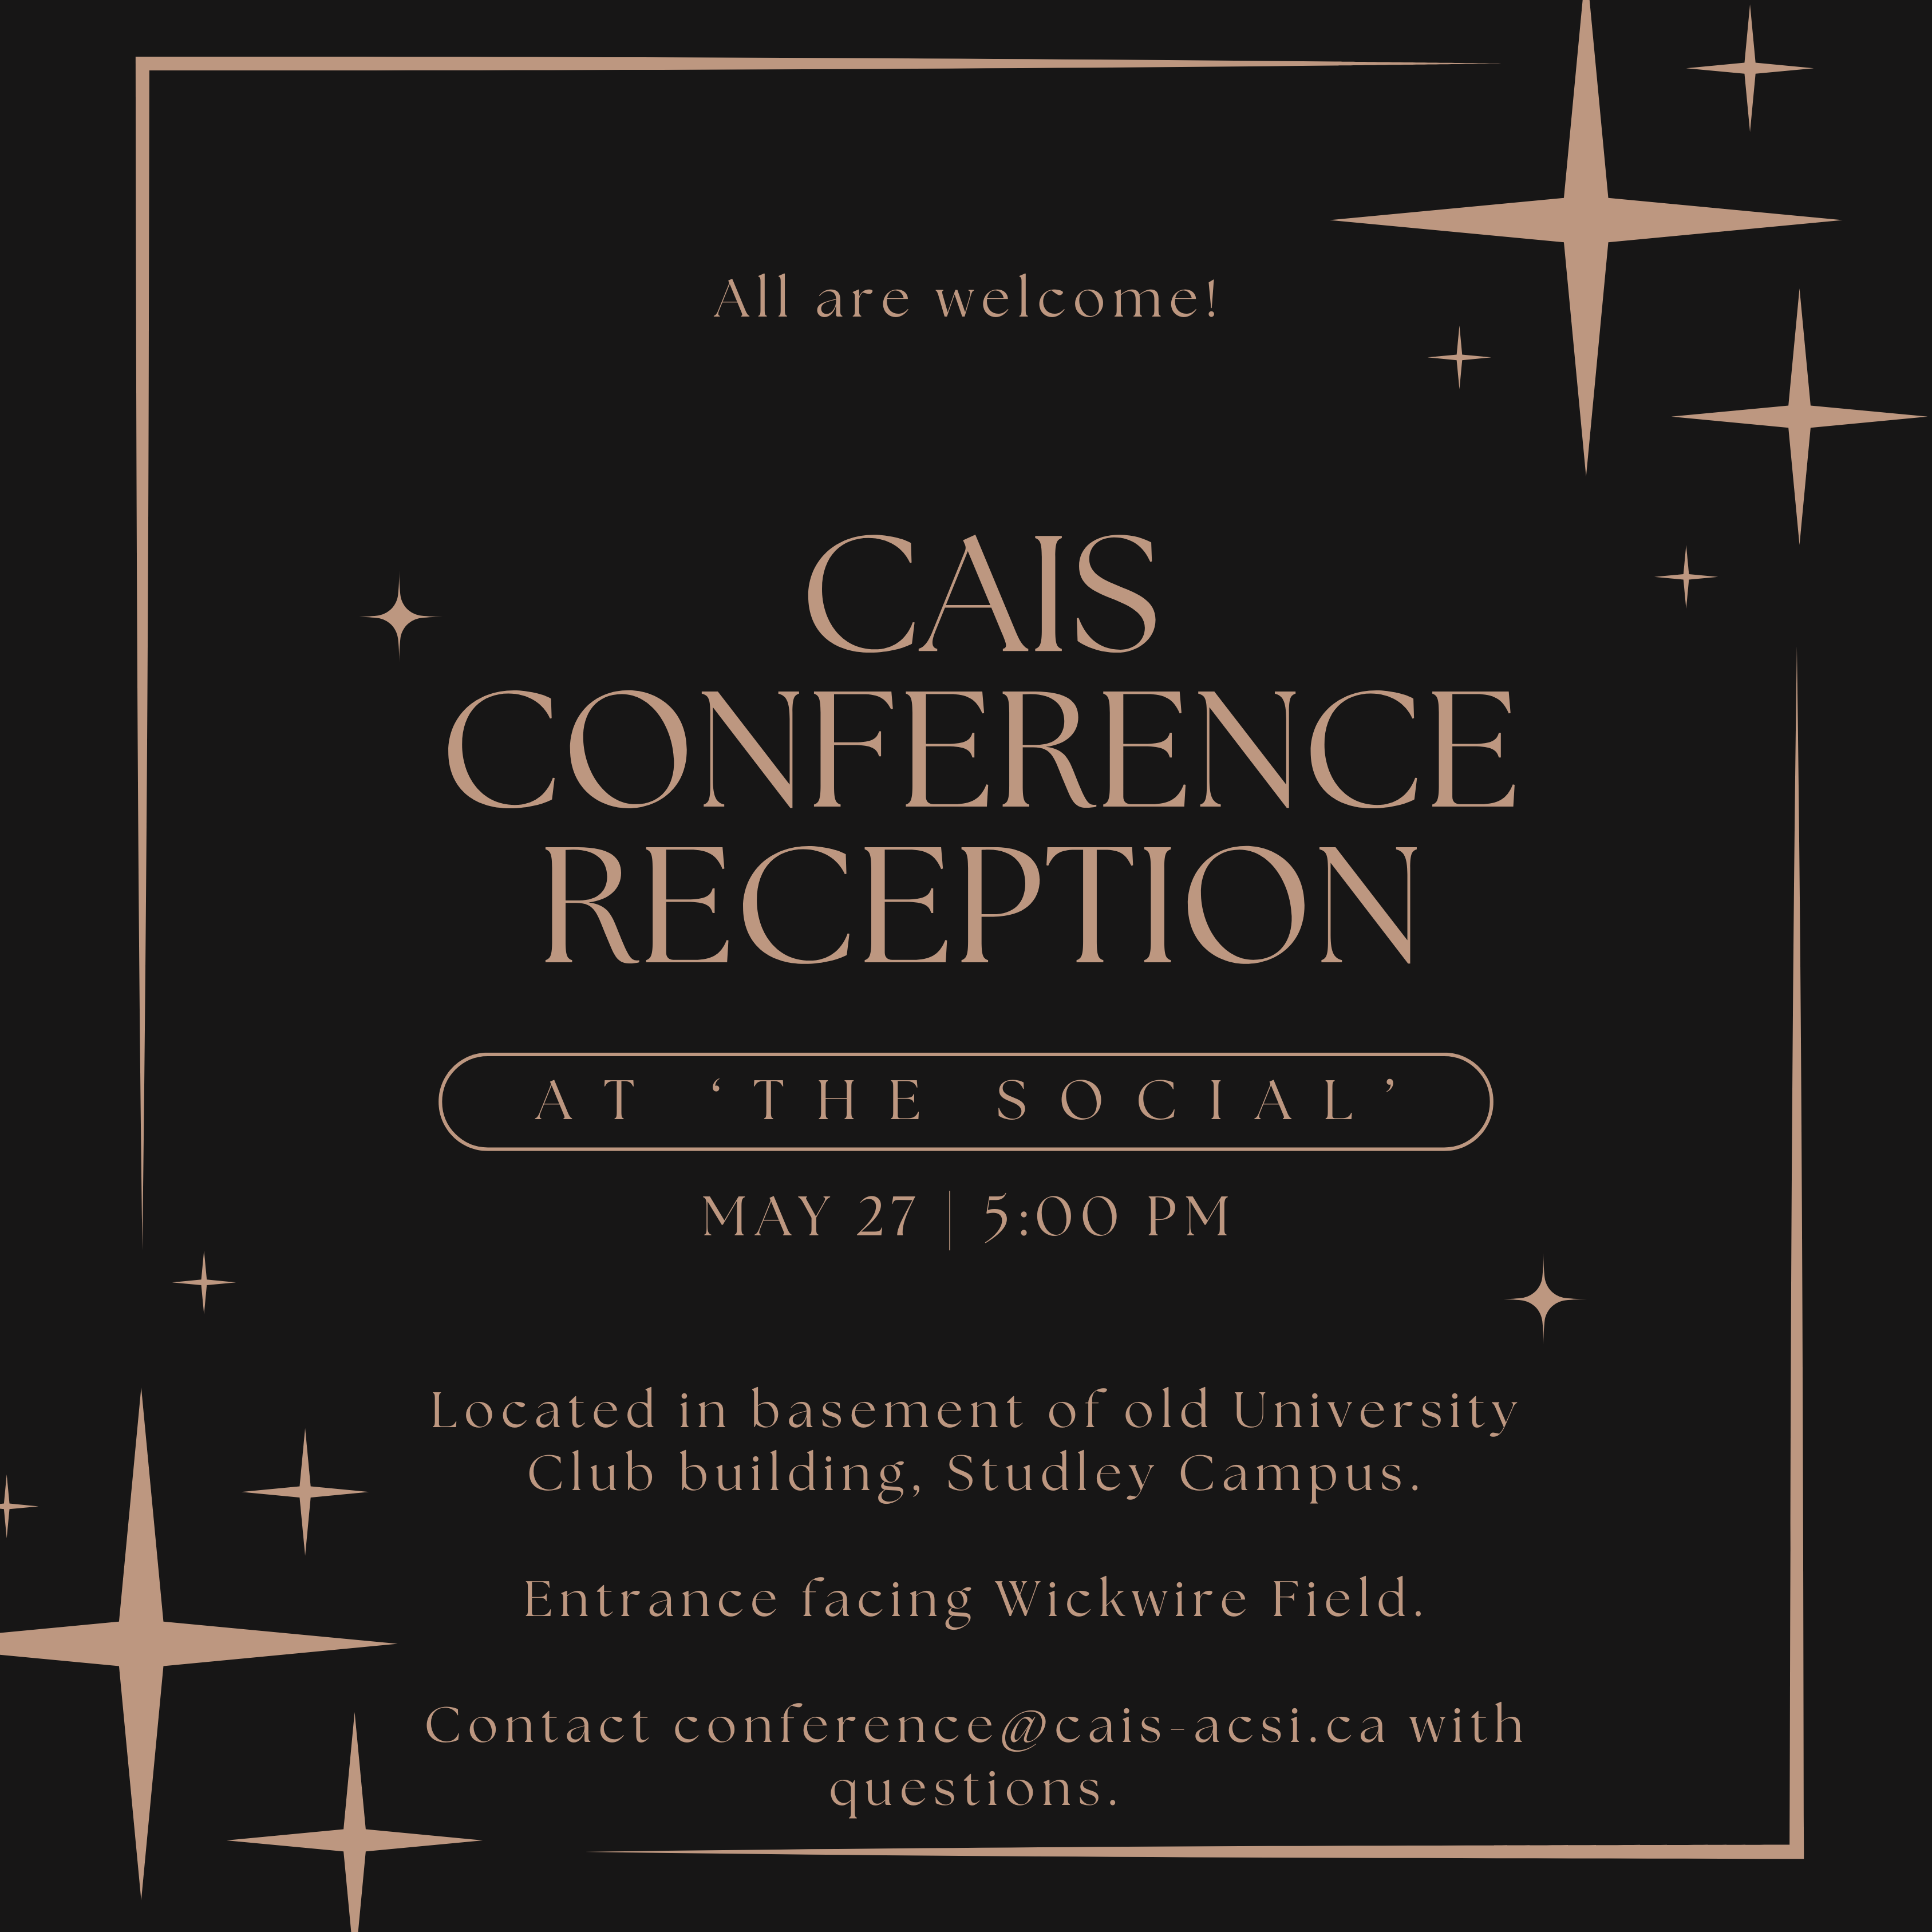 All are welcome!
CAIS
CONFERENCE
RECEPTION
AT ‘THE SOCIAL’
MAY 27 | 5:00 PM
Located in basement of old University
Club building, Studley Campus.
Entrance facing Wickwire Field.
Contact conference@cais-acsi.ca with
questions.